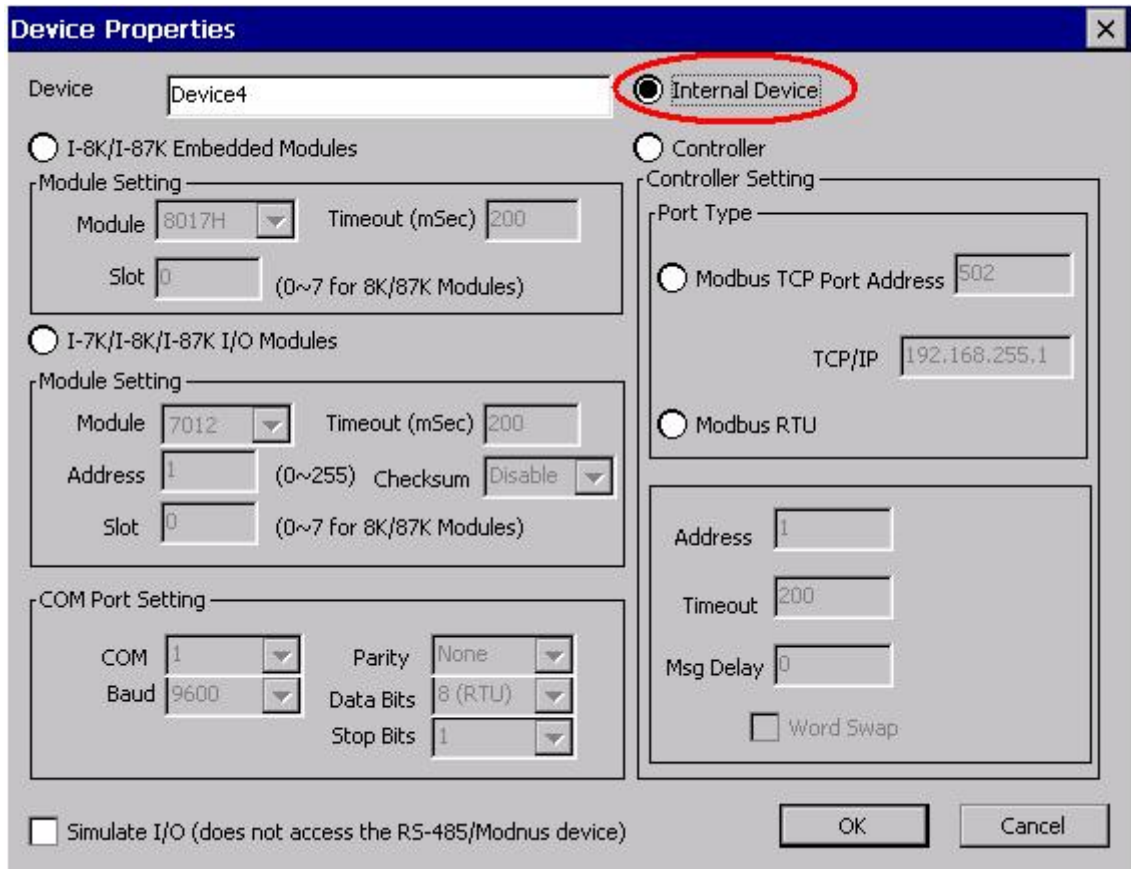 Device Properties
Device Device4 Internal Device
I-8K/I-87K Embedded Modules
Module Setting
Module 8017H Timeout (mSec) 200
Slot 0 (0~7 for 8K/87K Modules)
I-7K/I-8K/I-87K I/O Modules
Module Setting
Module 7012 Timeout (mSec) 200
Address 1 (0~255) Checksum Disable
Slot 0 (0~7 for 8K/87K Modules)
COM Port Setting
COM 1 Parity None
Baud 9600 Data Bits 8 (RTU)
Stop Bits 1
Controller
Controller Setting
Port Type
Modbus TCP Port Address 502
TCP/IP 192.168.255.1
Modbus RTU
Address 1
Timeout 200
Msg Delay 0
Word Swap
Simulate I/O (does not access the RS-485/Modnus device)
OK Cancel